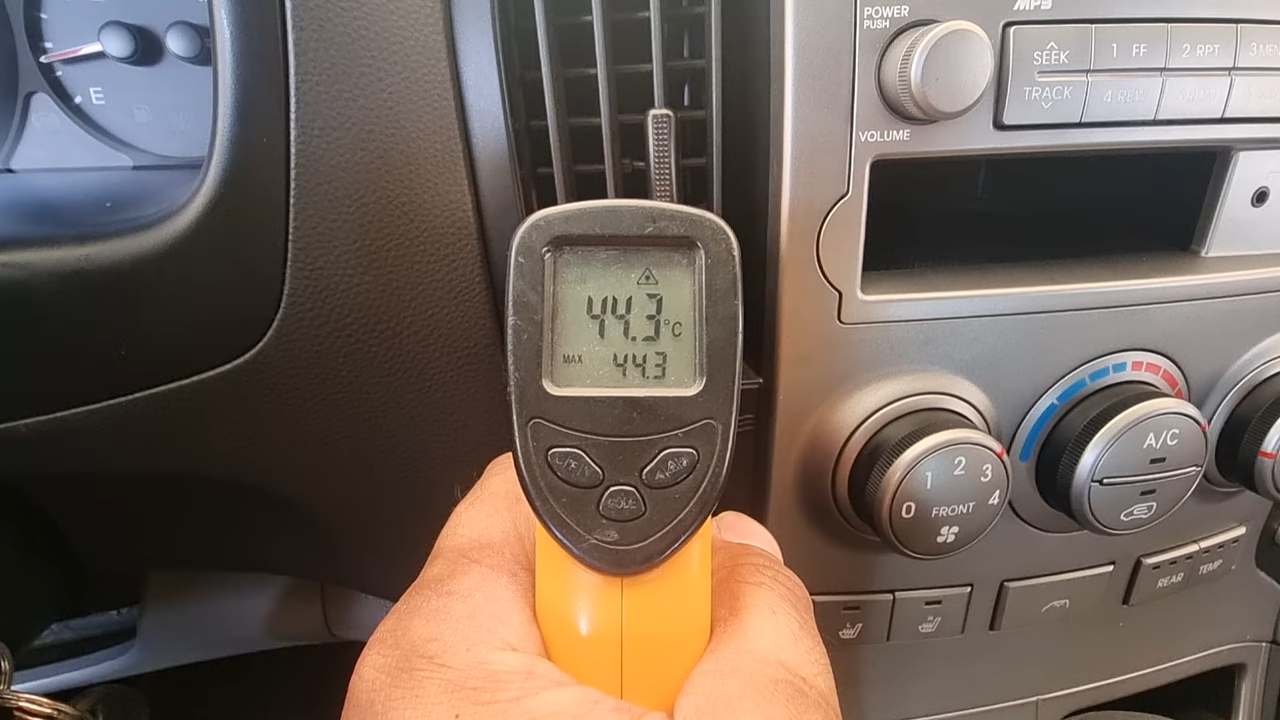 E
MP3
POWER
PUSH
VOLUME
SEEK
TRACK
1 FF
2 RPT
4 REW
44.3°C
MAX 44.3
MODE
0 1 2 3 4
FRONT
A/C
REAR
TEMP